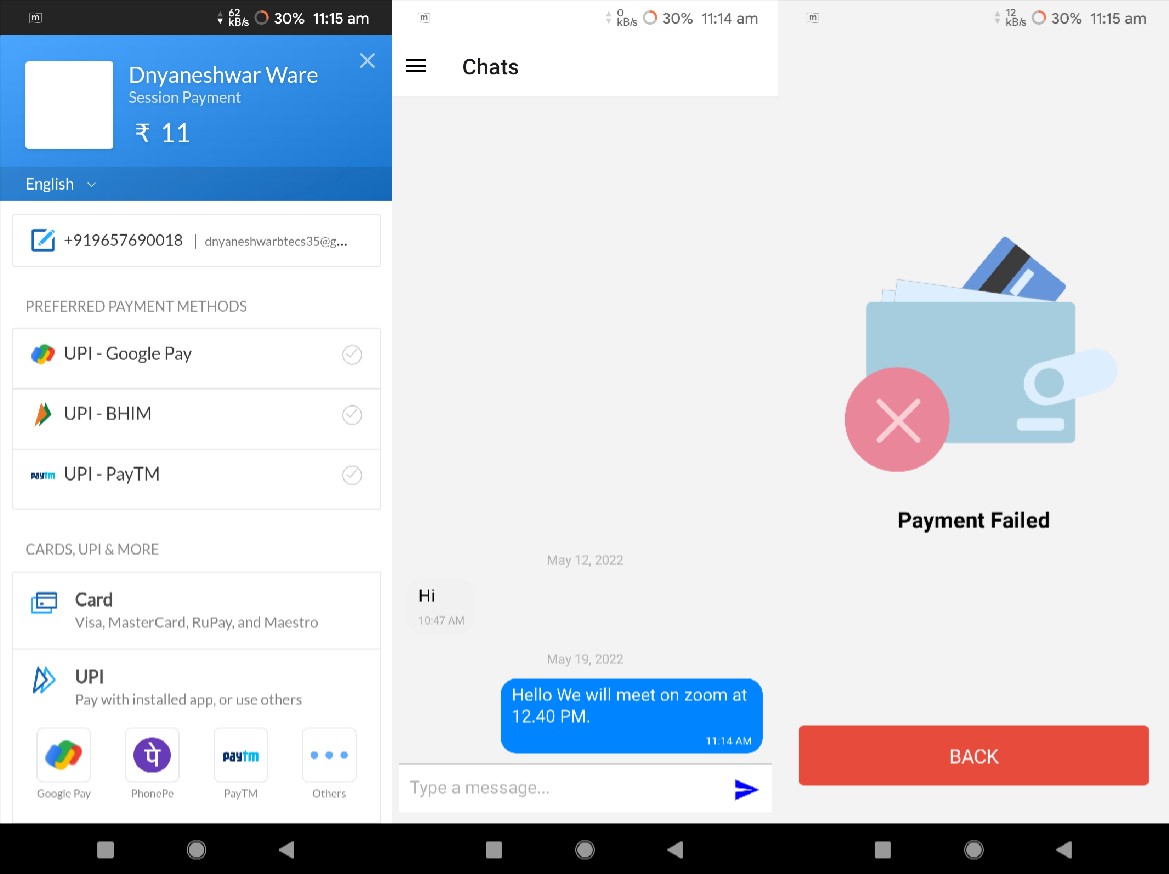 62
kB/s
30% 11:15 am
Dnyaneshwar Ware
Session Payment
₹ 11
English
+919657690018 | dnyaneshwarbtecs35@g...
PREFERRED PAYMENT METHODS
UPI - Google Pay
UPI - BHIM
paytm UPI - PayTM
CARDS, UPI & MORE
Card
Visa, MasterCard, RuPay, and Maestro
UPI
Pay with installed app, or use others
पे
paytm
Google Pay PhonePe PayTM Others
0
kB/s
30% 11:14 am
Chats
May 12, 2022
Hi
10:47 AM
May 19, 2022
Hello We will meet on zoom at
12.40 PM.
11:14 AM
Type a message...
12
kB/s
30% 11:15 am
Payment Failed
BACK